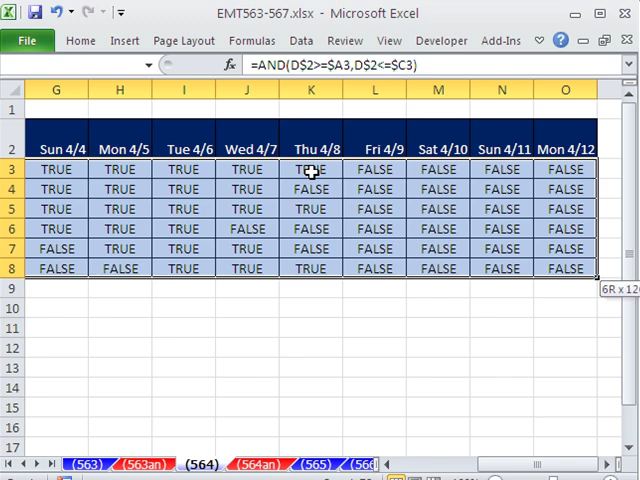 EMT563-567.xlsx - Microsoft Excel
File Home Insert Page Layout Formulas Data Review View Developer Add-Ins
fx =AND(D$2>=$A3,D$2<=$C3)
G H I J K L M N O
1
2 Sun 4/4 Mon 4/5 Tue 4/6 Wed 4/7 Thu 4/8 Fri 4/9 Sat 4/10 Sun 4/11 Mon 4/12
3 TRUE TRUE TRUE TRUE TRUE FALSE FALSE FALSE FALSE
4 TRUE TRUE TRUE TRUE FALSE FALSE FALSE FALSE FALSE
5 TRUE TRUE TRUE TRUE TRUE FALSE FALSE FALSE FALSE
6 TRUE TRUE TRUE FALSE FALSE FALSE FALSE FALSE FALSE
7 FALSE TRUE TRUE TRUE FALSE FALSE FALSE FALSE FALSE
8 FALSE FALSE TRUE TRUE TRUE FALSE FALSE FALSE FALSE
9
6R x
10
11
12
13
14
15
16
17
(563) (563an) (564) (564an) (565) (566